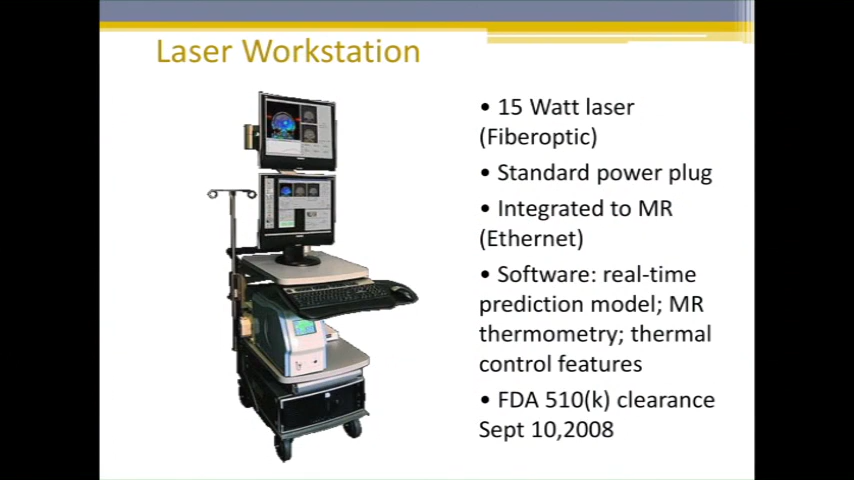 Laser Workstation
• 15 Watt laser
(Fiberoptic)
• Standard power plug
• Integrated to MR
(Ethernet)
• Software: real-time
prediction model; MR
thermometry; thermal
control features
• FDA 510(k) clearance
Sept 10,2008